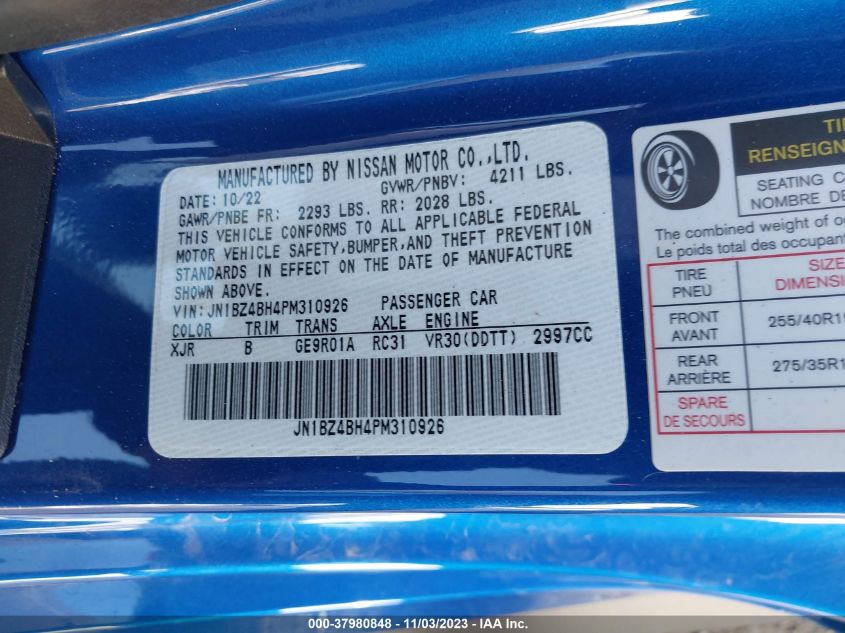 MANUFACTURED BY NISSAN MOTOR CO.,LTD.
DATE: 10/22 GVWR/PNBV: 4211 LBS.
GAWR/PNBE FR: 2293 LBS. RR: 2028 LBS.
THIS VEHICLE CONFORMS TO ALL APPLICABLE FEDERAL
MOTOR VEHICLE SAFETY,BUMPER,AND THEFT PREVENTION
STANDARDS IN EFFECT ON THE DATE OF MANUFACTURE
SHOWN ABOVE.
VIN: JN1BZ4BH4PM310926 PASSENGER CAR
COLOR TRIM TRANS AXLE ENGINE
XJR B GE9R01A RC31 VR30(DDTT) 2997CC
JN1BZ4BH4PM310926
RENSEIGN
SEATING
NOMBRE DE
The combined weight of
Le poids total des occupant
TIRE SIZE
PNEU DIMENSI
FRONT
AVANT 255/40R1
REAR
ARRIÈRE 275/35R1
SPARE
DE SECOURS
000-37980848 - 11/03/2023 - © IAA Inc.